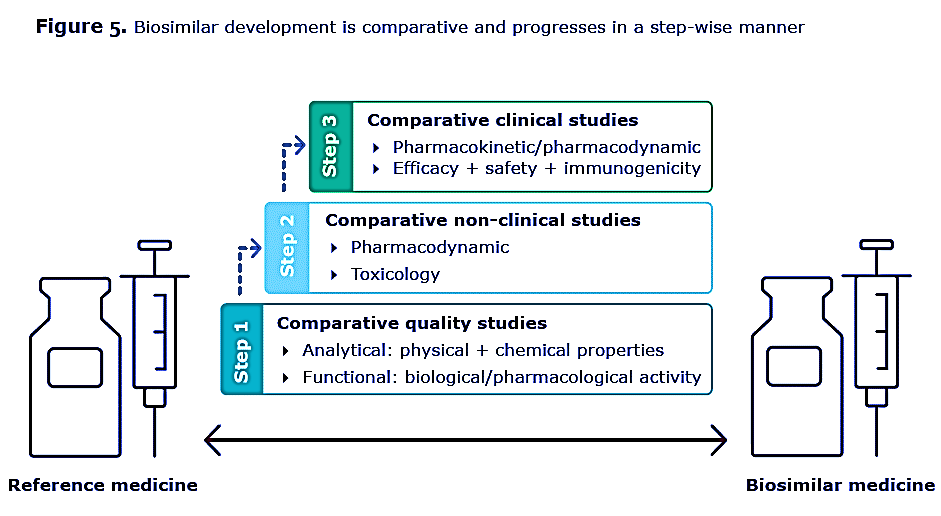 Figure 5. Biosimilar development is comparative and progresses in a step-wise manner
Step 3
Comparative clinical studies
Pharmacokinetic/pharmacodynamic
Efficacy + safety + immunogenicity
Step 2
Comparative non-clinical studies
Pharmacodynamic
Toxicology
Step 1
Comparative quality studies
Analytical: physical + chemical properties
Functional: biological/pharmacological activity
Reference medicine
Biosimilar medicine